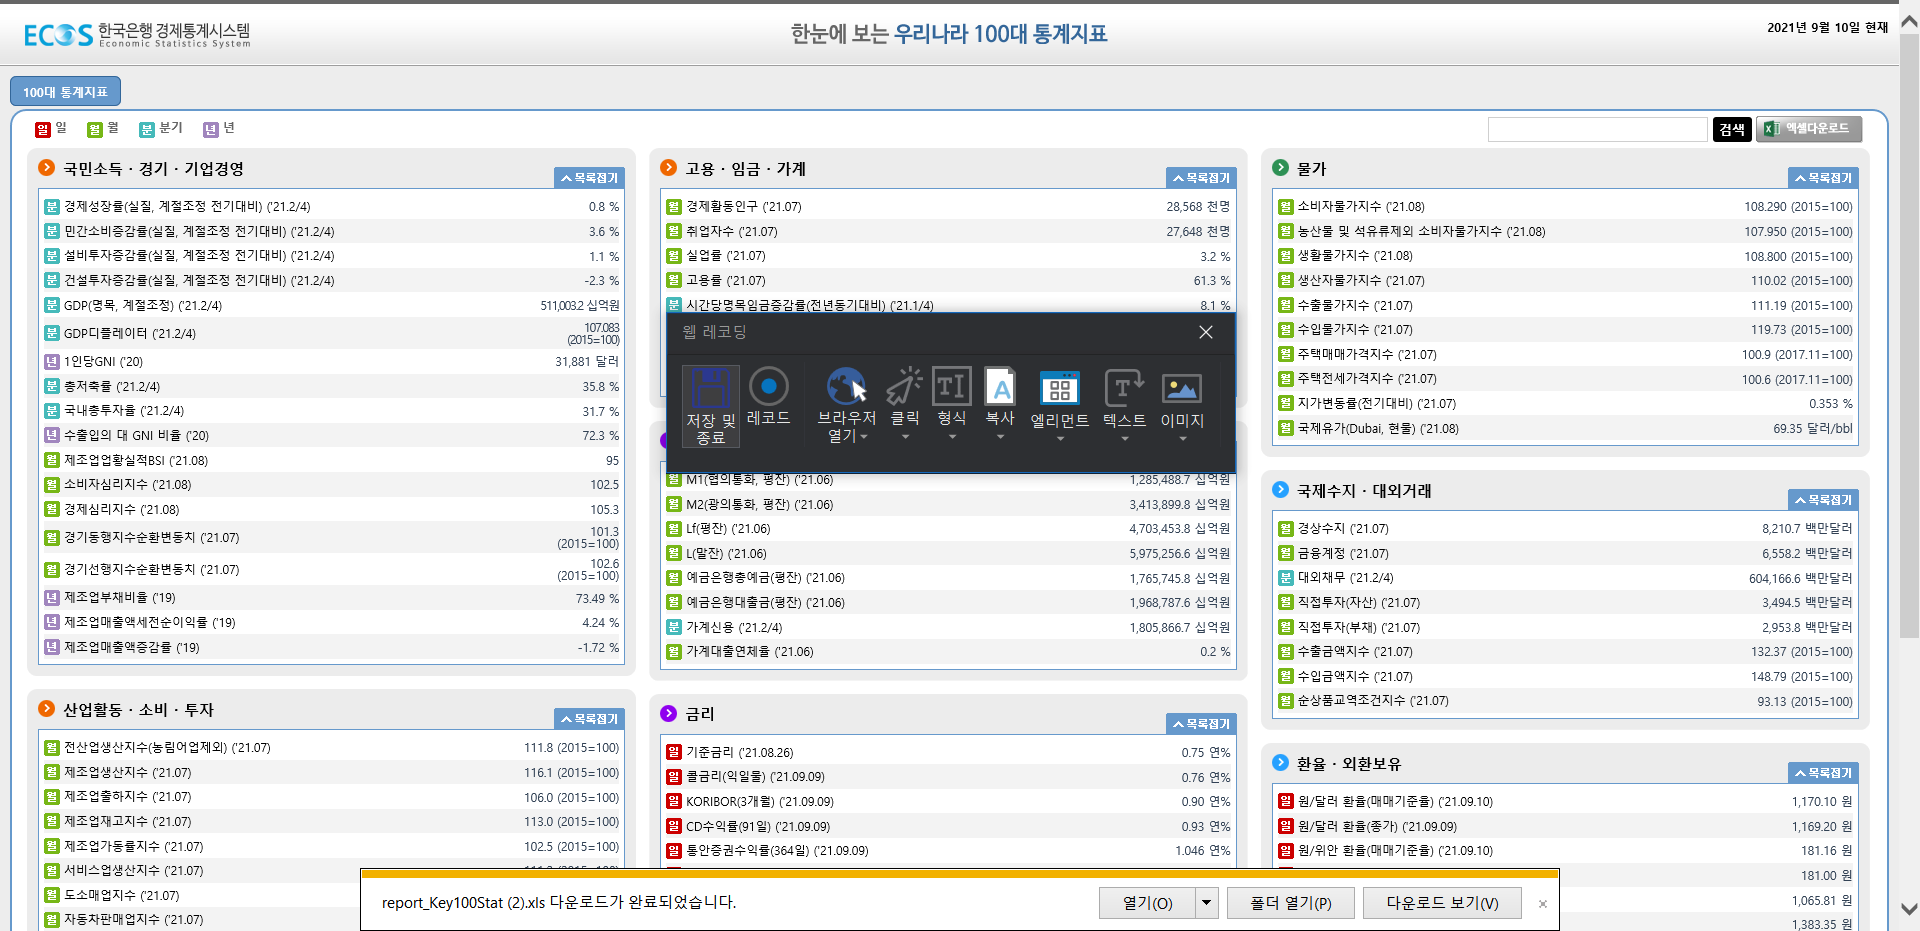 ECOS 한국은행 경제통계시스템
Economic Statistics System
한눈에 보는 우리나라 100대 통계지표
2021년 9월 10일 현재
100대 통계지표
일 일 월 월 분 분기 년 년
검색 엑셀다운로드
국민소득 · 경기 · 기업경영
목록접기
분 경제성장률(실질, 계절조정 전기대비) ('21.2/4) 0.8 %
분 민간소비증감률(실질, 계절조정 전기대비) ('21.2/4) 3.6 %
분 설비투자증감률(실질, 계절조정 전기대비) ('21.2/4) 1.1 %
분 건설투자증감률(실질, 계절조정 전기대비) ('21.2/4) -2.3 %
분 GDP(명목, 계절조정) ('21.2/4) 511,003.2 십억원
분 GDP디플레이터 ('21.2/4) 107.083
(2015=100)
년 1인당GNI ('20) 31,881 달러
분 총저축률 ('21.2/4) 35.8 %
분 국내총투자율 ('21.2/4) 31.7 %
년 수출입의 대 GNI 비율 ('20) 72.3 %
월 제조업업황실적BSI ('21.08) 95
월 소비자심리지수 ('21.08) 102.5
월 경제심리지수 ('21.08) 105.3
월 경기동행지수순환변동치 ('21.07) 101.3
(2015=100)
월 경기선행지수순환변동치 ('21.07) 102.6
(2015=100)
년 제조업부채비율 ('19) 73.49 %
년 제조업매출액세전순이익률 ('19) 4.24 %
년 제조업매출액증감률 ('19) -1.72 %
산업활동 · 소비 · 투자
목록접기
월 전산업생산지수(농림어업제외) ('21.07) 111.8 (2015=100)
월 제조업생산지수 ('21.07) 116.1 (2015=100)
월 제조업출하지수 ('21.07) 106.0 (2015=100)
월 제조업재고지수 ('21.07) 113.0 (2015=100)
월 제조업가동률지수 ('21.07) 102.5 (2015=100)
월 서비스업생산지수 ('21.07)
월 도소매업지수 ('21.07)
월 자동차판매업지수 ('21.07)
고용 · 임금 · 가계
목록접기
월 경제활동인구 ('21.07) 28,568 천명
월 취업자수 ('21.07) 27,648 천명
월 실업률 ('21.07) 3.2 %
월 고용률 ('21.07) 61.3 %
분 시간당명목임금증감률(전년동기대비) ('21.1/4) 8.1 %
웹 레코딩
저장 및
종료
레코드
브라우저
열기
클릭
형식
복사
엘리먼트
텍스트
이미지
월 M1(협의통화, 평잔) ('21.06) 1,285,488.7 십억원
월 M2(광의통화, 평잔) ('21.06) 3,413,899.8 십억원
월 Lf(평잔) ('21.06) 4,703,453.8 십억원
월 L(말잔) ('21.06) 5,975,256.6 십억원
월 예금은행총예금(평잔) ('21.06) 1,765,745.8 십억원
월 예금은행대출금(평잔) ('21.06) 1,968,787.6 십억원
분 가계신용 ('21.2/4) 1,805,866.7 십억원
월 가계대출연체율 ('21.06) 0.2 %
금리
목록접기
일 기준금리 ('21.08.26) 0.75 연%
일 콜금리(익일물) ('21.09.09) 0.76 연%
일 KORIBOR(3개월) ('21.09.09) 0.90 연%
일 CD수익률(91일) ('21.09.09) 0.93 연%
일 통안증권수익률(364일) ('21.09.09) 1.046 연%
물가
목록접기
월 소비자물가지수 ('21.08) 108.290 (2015=100)
월 농산물 및 석유류제외 소비자물가지수 ('21.08) 107.950 (2015=100)
월 생활물가지수 ('21.08) 108.800 (2015=100)
월 생산자물가지수 ('21.07) 110.02 (2015=100)
월 수출물가지수 ('21.07) 111.19 (2015=100)
월 수입물가지수 ('21.07) 119.73 (2015=100)
월 주택매매가격지수 ('21.07) 100.9 (2017.11=100)
월 주택전세가격지수 ('21.07) 100.6 (2017.11=100)
월 지가변동률(전기대비) ('21.07) 0.353 %
월 국제유가(Dubai, 현물) ('21.08) 69.35 달러/bbl
국제수지 · 대외거래
목록접기
월 경상수지 ('21.07) 8,210.7 백만달러
월 금융계정 ('21.07) 6,558.2 백만달러
분 대외채무 ('21.2/4) 604,166.6 백만달러
월 직접투자(자산) ('21.07) 3,494.5 백만달러
월 직접투자(부채) ('21.07) 2,953.8 백만달러
월 수출금액지수 ('21.07) 132.37 (2015=100)
월 수입금액지수 ('21.07) 148.79 (2015=100)
월 순상품교역조건지수 ('21.07) 93.13 (2015=100)
환율 · 외환보유
목록접기
일 원/달러 환율(매매기준율) ('21.09.10) 1,170.10 원
일 원/달러 환율(종가) ('21.09.09) 1,169.20 원
일 원/위안 환율(매매기준율) ('21.09.10) 181.16 원
181.00 원
1,065.81 원
1,383.35 원
report_Key100Stat (2).xls 다운로드가 완료되었습니다.
열기(O) 폴더 열기(P) 다운로드 보기(V)